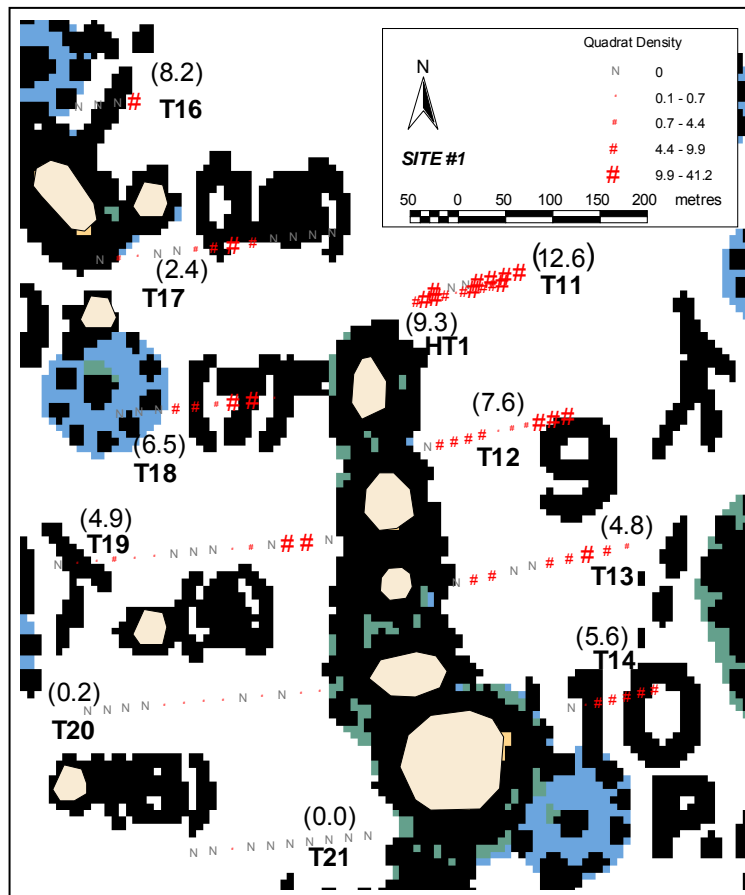 Quadrat Density
N 0
0.1 - 0.7
# 0.7 - 4.4
# 4.4 - 9.9
# 9.9 - 41.2
N
SITE #1
50 0 50 100 150 200 metres
(8.2)
N N N #
T16
(2.4)
T17
(12.6)
T11
(9.3)
HT1
(7.6)
T12
9
(6.5)
T18
(4.9)
T19
(4.8)
T13
(5.6)
T14
10
(0.2)
T20
P.
(0.0)
T21